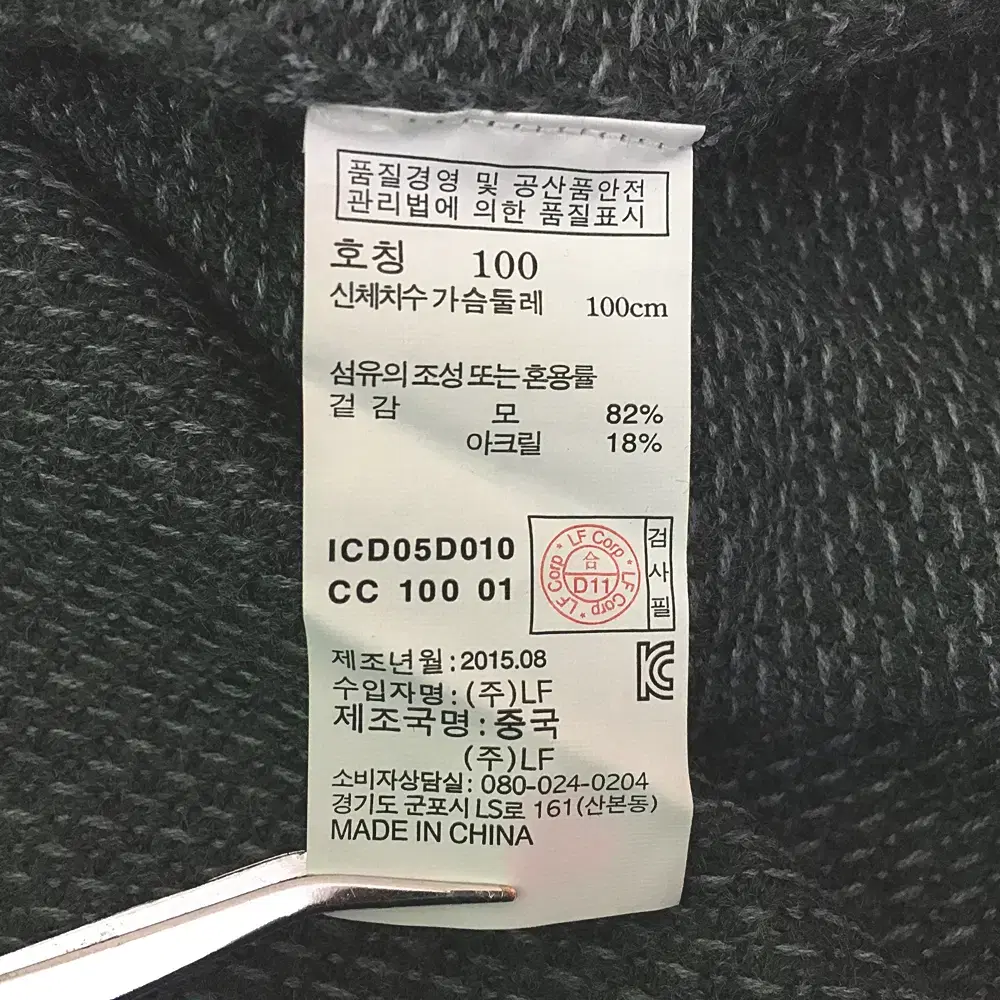 품질경영 및 공산품안전
관리법에 의한 품질표시
호칭 100
신체치수 가슴둘레 100cm
섬유의 조성 또는 혼용률
겉 감 모 82%
아크릴 18%
ICD05D010
CC 100 01
LF Corp * LF Corp * LF Corp *
合
D11
검사필
제조년월 : 2015.08
수입자명 : (주)LF
제조국명 : 중국
(주)LF
소비자상담실: 080-024-0204
경기도 군포시 LS로 161(산본동)
MADE IN CHINA